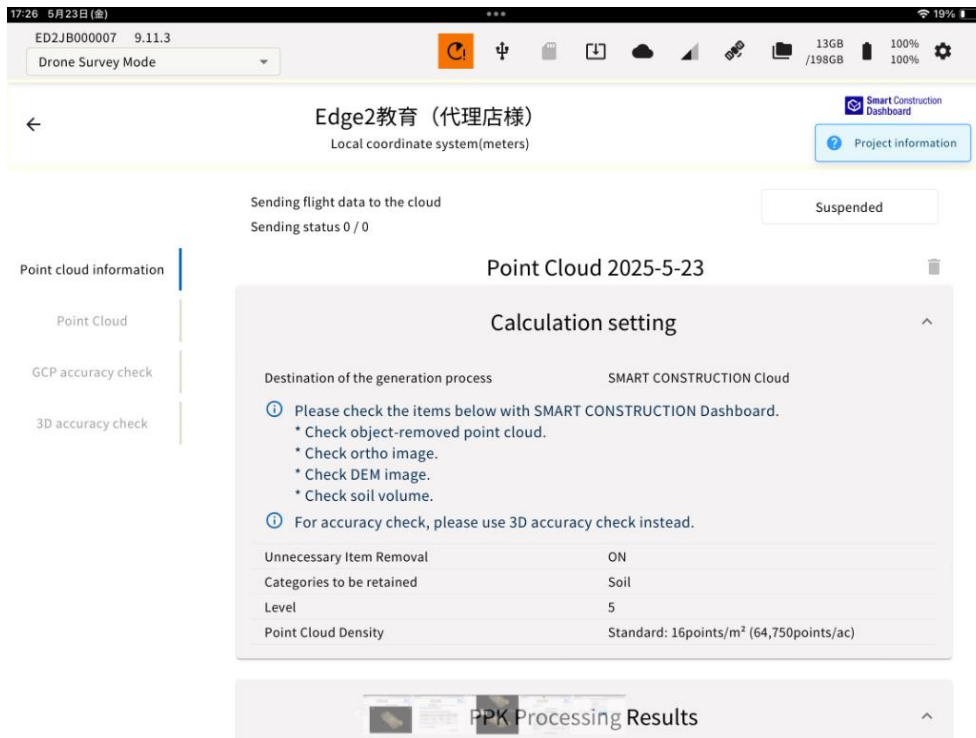 17:26 5月23日(金)
19%
ED2JB000007 9.11.3
Drone Survey Mode
13GB
/198GB
100%
100%
Edge2教育（代理店様）
Local coordinate system(meters)
Smart Construction
Dashboard
Project information
Sending flight data to the cloud
Sending status 0 / 0
Suspended
Point cloud information
Point Cloud
GCP accuracy check
3D accuracy check
Point Cloud 2025-5-23
Calculation setting
Destination of the generation process SMART CONSTRUCTION Cloud
Please check the items below with SMART CONSTRUCTION Dashboard.
* Check object-removed point cloud.
* Check ortho image.
* Check DEM image.
* Check soil volume.
For accuracy check, please use 3D accuracy check instead.
Unnecessary Item Removal ON
Categories to be retained Soil
Level 5
Point Cloud Density Standard: 16points/m² (64,750points/ac)
PPK Processing Results